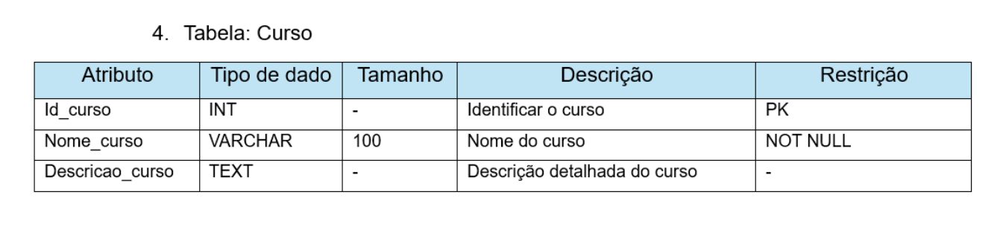 4. Tabela: Curso
Atributo Tipo de dado Tamanho Descrição Restrição
Id_curso INT - Identificar o curso PK
Nome_curso VARCHAR 100 Nome do curso NOT NULL
Descricao_curso TEXT - Descrição detalhada do curso -